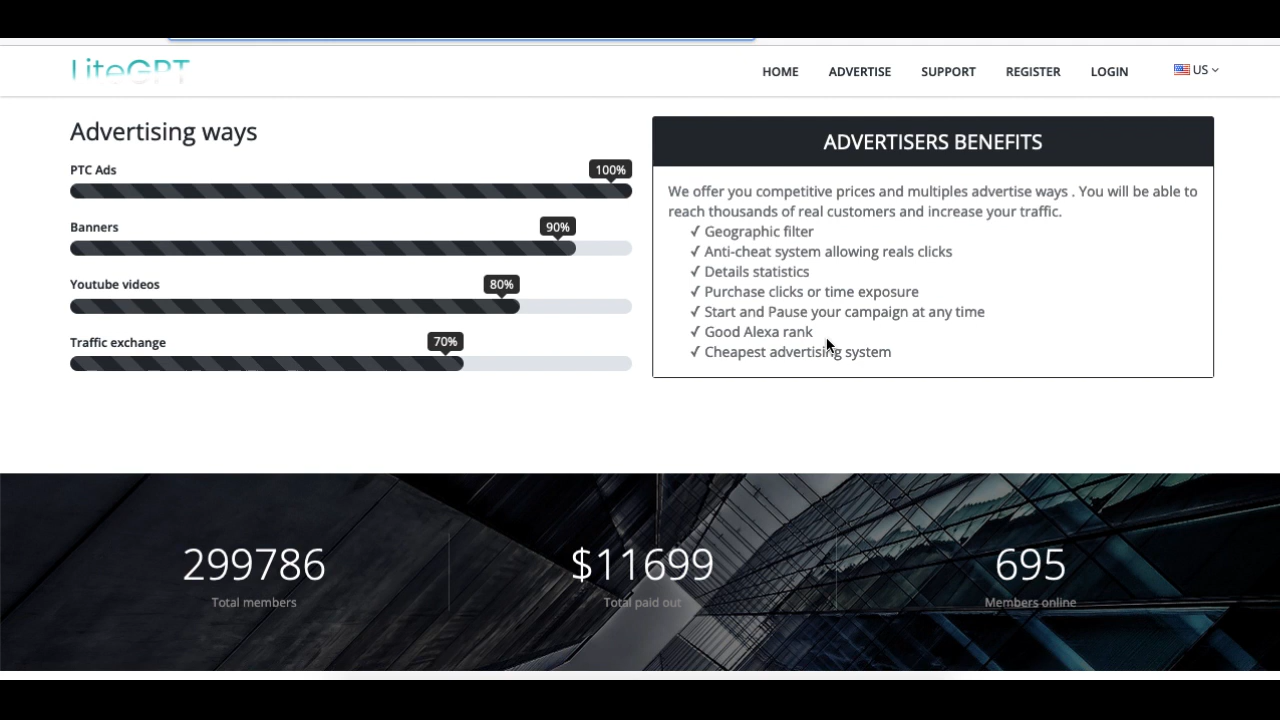 LiteGPT
HOME ADVERTISE SUPPORT REGISTER LOGIN US
Advertising ways
PTC Ads 100%
Banners 90%
Youtube videos 80%
Traffic exchange 70%
ADVERTISERS BENEFITS
We offer you competitive prices and multiples advertise ways . You will be able to
reach thousands of real customers and increase your traffic.
✓ Geographic filter
✓ Anti-cheat system allowing reals clicks
✓ Details statistics
✓ Purchase clicks or time exposure
✓ Start and Pause your campaign at any time
✓ Good Alexa rank
✓ Cheapest advertising system
299786 $11699 695
Total members Total paid out Members online